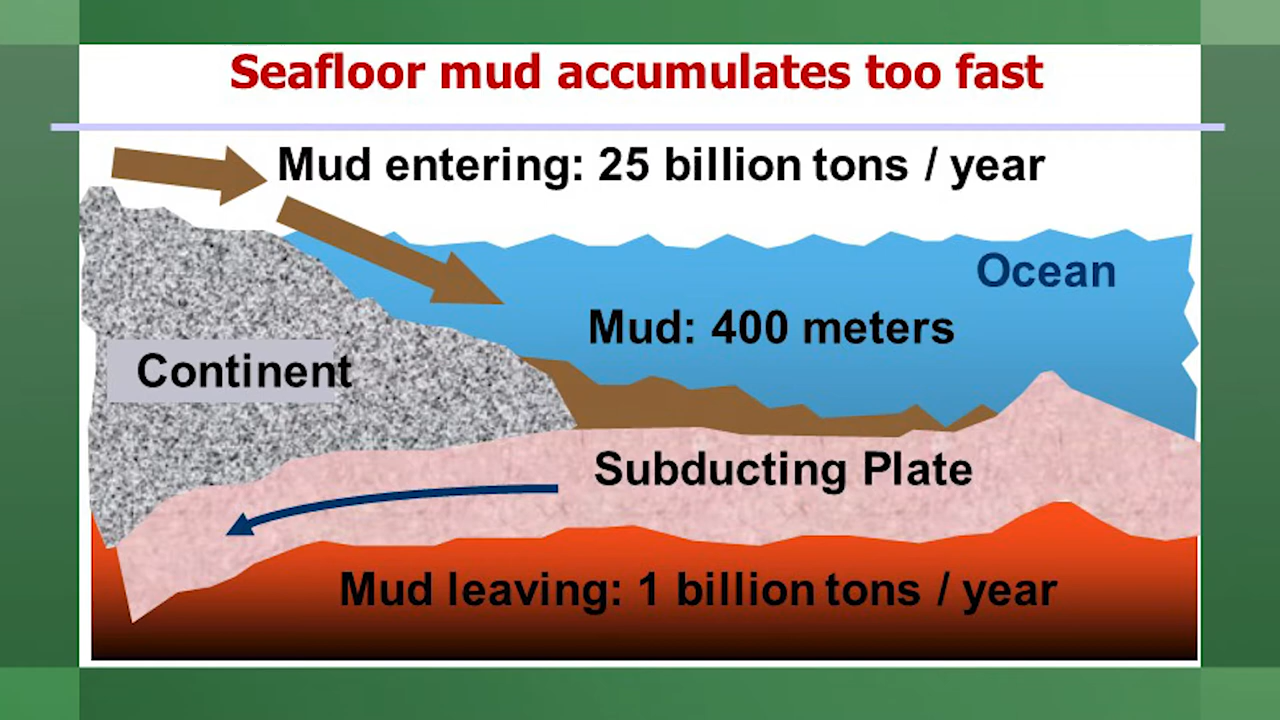 Seafloor mud accumulates too fast
Mud entering: 25 billion tons / year
Ocean
Mud: 400 meters
Continent
Subducting Plate
Mud leaving: 1 billion tons / year